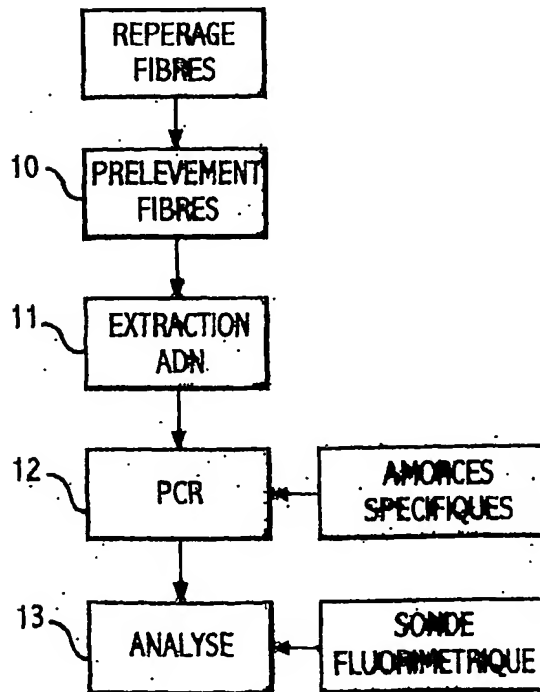 REPERAGE
FIBRES
10
PRELEVEMENT
FIBRES
11
EXTRACTION
ADN
12
PCR
AMORCES
SPECIFIQUES
13
ANALYSE
SONDE
FLUORIMETRIQUE